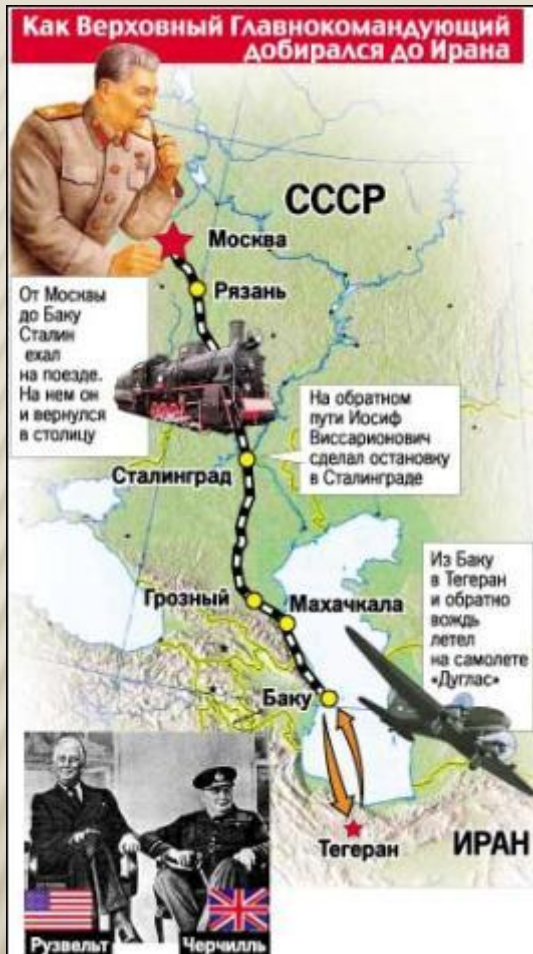 Как Верховный Главнокомандующий
добирался до Ирана
СССР
Москва
Рязань
От Москвы
до Баку
Сталин
ехал
на поезде.
На нем он
и вернулся
в столицу
На обратном
пути Иосиф
Виссарионович
сделал остановку
в Сталинграде
Сталинград
Из Баку
в Тегеран
и обратно
вождь
летел
на самолете
«Дуглас»
Грозный
Махачкала
Баку
Тегеран
ИРАН
Рузвельт
Черчилль